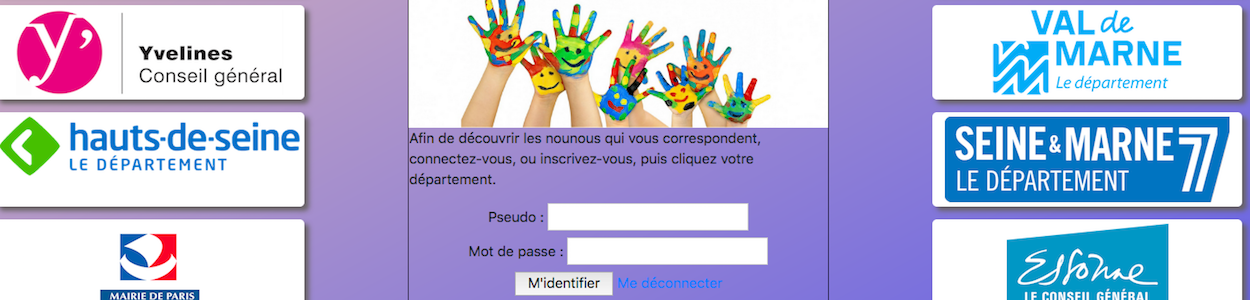 y'
Yvelines
Conseil général
hauts-de-seine
LE DÉPARTEMENT
MAIRIE DE PARIS
Afin de découvrir les nounous qui vous correspondent,
connectez-vous, ou inscrivez-vous, puis cliquez votre
département.
Pseudo :
Mot de passe :
M'identifier Me déconnecter
VAL de
MARNE
Le département
SEINE & MARNE 77
LE DÉPARTEMENT
Essonne
LE CONSEIL GÉNÉRAL